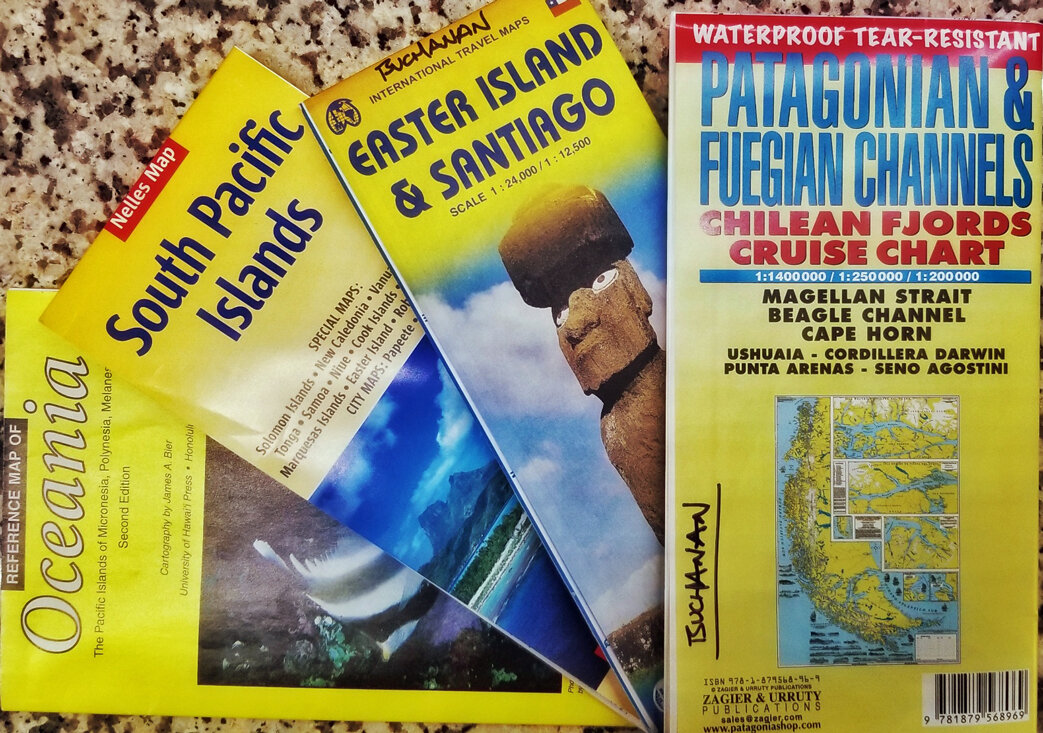 REFERENCE MAP OF
Oceania
The Pacific Islands of Micronesia, Polynesia,
Second Edition
Cartography by James A. Bier
University of Hawai'i Press •
Nelles Map
South Pacific
Islands
SPECIAL MAPS:
Solomon Islands • New Caledonia •
Tonga • Samoa • Niue • Cook Islands •
Marquesas Islands • Easter Island •
CITY MAPS: Papeete
BUCHANAN
INTERNATIONAL TRAVEL MAPS
EASTER ISLAND
& SANTIAGO
SCALE 1 : 24,000 / 1 : 12,500
WATERPROOF TEAR-RESISTANT
PATAGONIAN &
FUEGIAN CHANNELS
CHILEAN FJORDS
CRUISE CHART
1:1400000 / 1:250000 / 1:200000
MAGELLAN STRAIT
BEAGLE CHANNEL
CAPE HORN
USHUAIA - CORDILLERA DARWIN
PUNTA ARENAS - SENO AGOSTINI
BUCHANAN
ISBN 978-1-879568-96-9
© ZAGIER & URRUTY PUBLICATIONS
ZAGIER & URRUTY
PUBLICATIONS
sales@zagier.com
www.patagoniashop.com
9 781879 568969